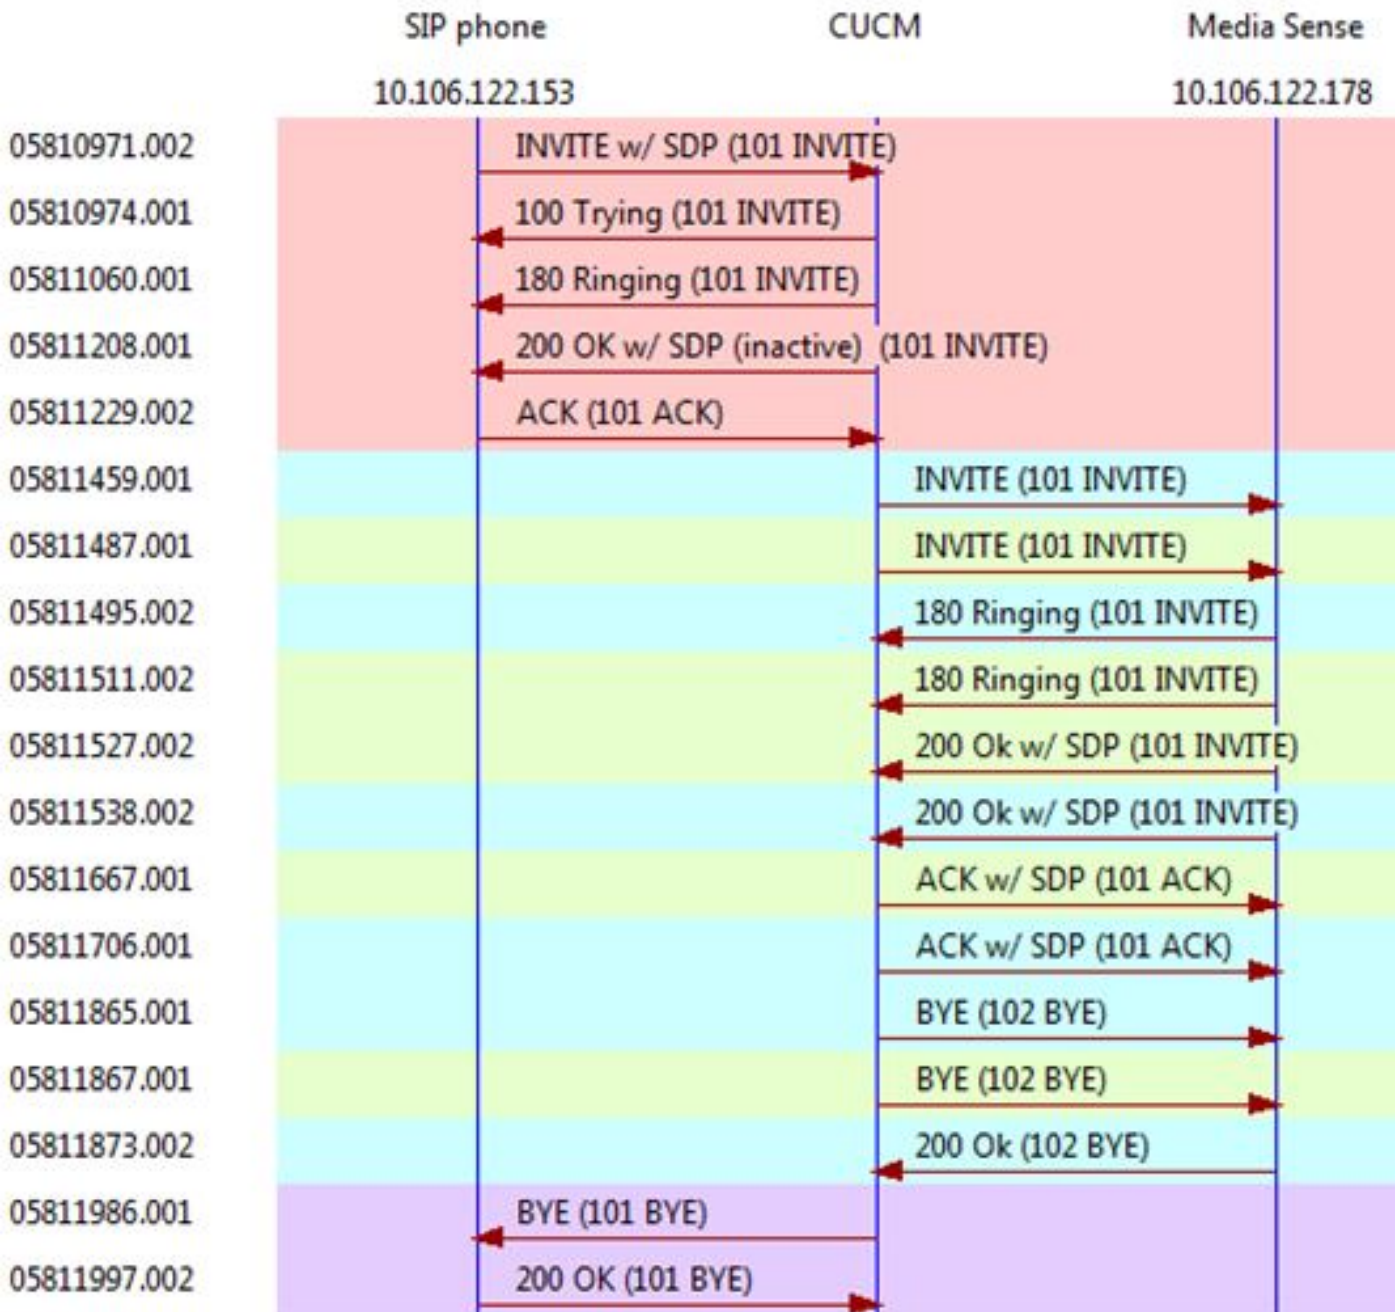 SIP phone CUCM Media Sense
10.106.122.153 10.106.122.178
05810971.002 INVITE w/ SDP (101 INVITE)
05810974.001 100 Trying (101 INVITE)
05811060.001 180 Ringing (101 INVITE)
05811208.001 200 OK w/ SDP (inactive) (101 INVITE)
05811229.002 ACK (101 ACK)
05811459.001 INVITE (101 INVITE)
05811487.001 INVITE (101 INVITE)
05811495.002 180 Ringing (101 INVITE)
05811511.002 180 Ringing (101 INVITE)
05811527.002 200 Ok w/ SDP (101 INVITE)
05811538.002 200 Ok w/ SDP (101 INVITE)
05811667.001 ACK w/ SDP (101 ACK)
05811706.001 ACK w/ SDP (101 ACK)
05811865.001 BYE (102 BYE)
05811867.001 BYE (102 BYE)
05811873.002 200 Ok (102 BYE)
05811986.001 BYE (101 BYE)
05811997.002 200 OK (101 BYE)